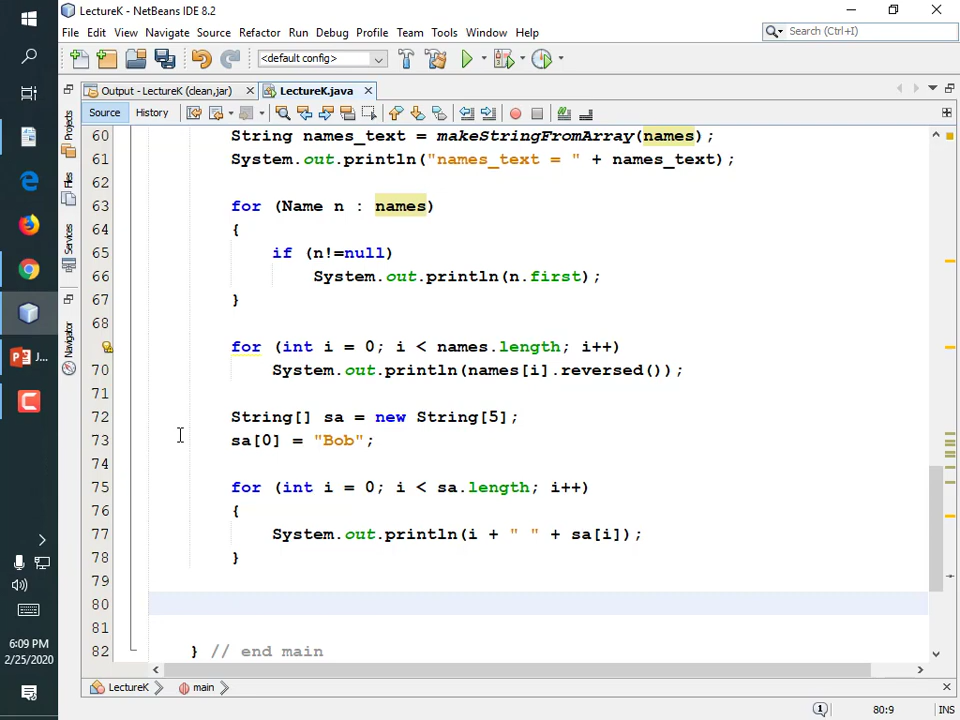 LectureK - NetBeans IDE 8.2
File Edit View Navigate Source Refactor Run Debug Profile Team Tools Window Help
Search (Ctrl+I)
<default config>
Output - LectureK (clean,jar)
LectureK.java
Source History
Projects
Files
Services
Navigator
60 String names_text = makeStringFromArray(names);
61 System.out.println("names_text = " + names_text);
62
63 for (Name n : names)
64 {
65 if (n!=null)
66 System.out.println(n.first);
67 }
68
for (int i = 0; i < names.length; i++)
70 System.out.println(names[i].reversed());
71
72 String[] sa = new String[5];
73 sa[0] = "Bob";
74
75 for (int i = 0; i < sa.length; i++)
76 {
77 System.out.println(i + " " + sa[i]);
78 }
79
80
81
82 } // end main
LectureK
main
80:9
INS
J...
6:09 PM
2/25/2020